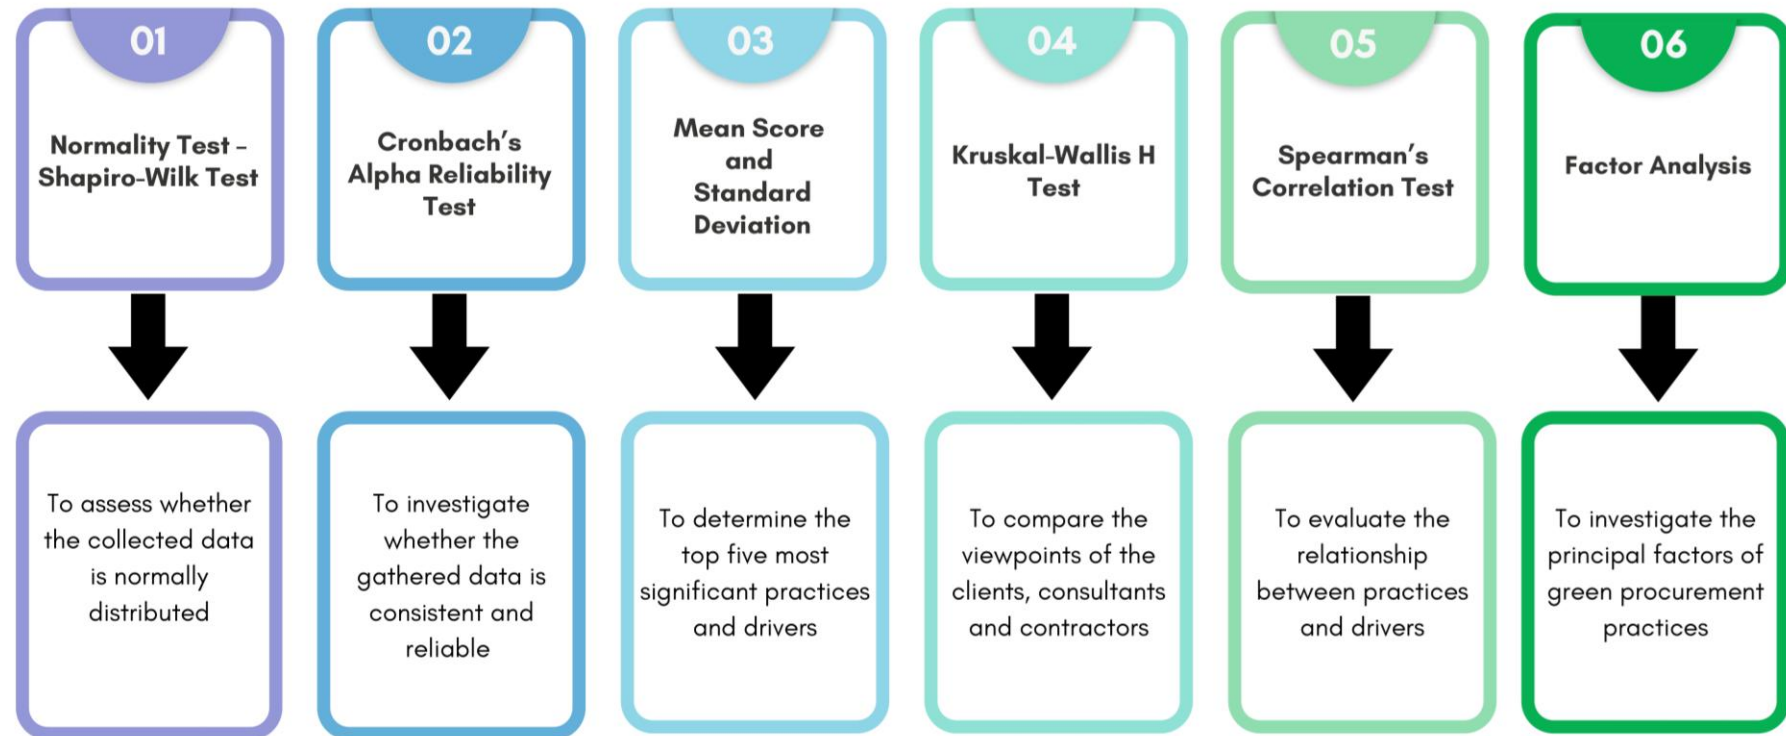 01
Normality Test –
Shapiro-Wilk Test
02
Cronbach’s
Alpha Reliability
Test
03
Mean Score
and
Standard
Deviation
04
Kruskal-Wallis H
Test
05
Spearman’s
Correlation Test
06
Factor Analysis
To assess whether
the collected data
is normally
distributed
To investigate
whether the
gathered data is
consistent and
reliable
To determine the
top five most
significant practices
and drivers
To compare the
viewpoints of the
clients, consultants
and contractors
To evaluate the
relationship
between practices
and drivers
To investigate the
principal factors of
green procurement
practices